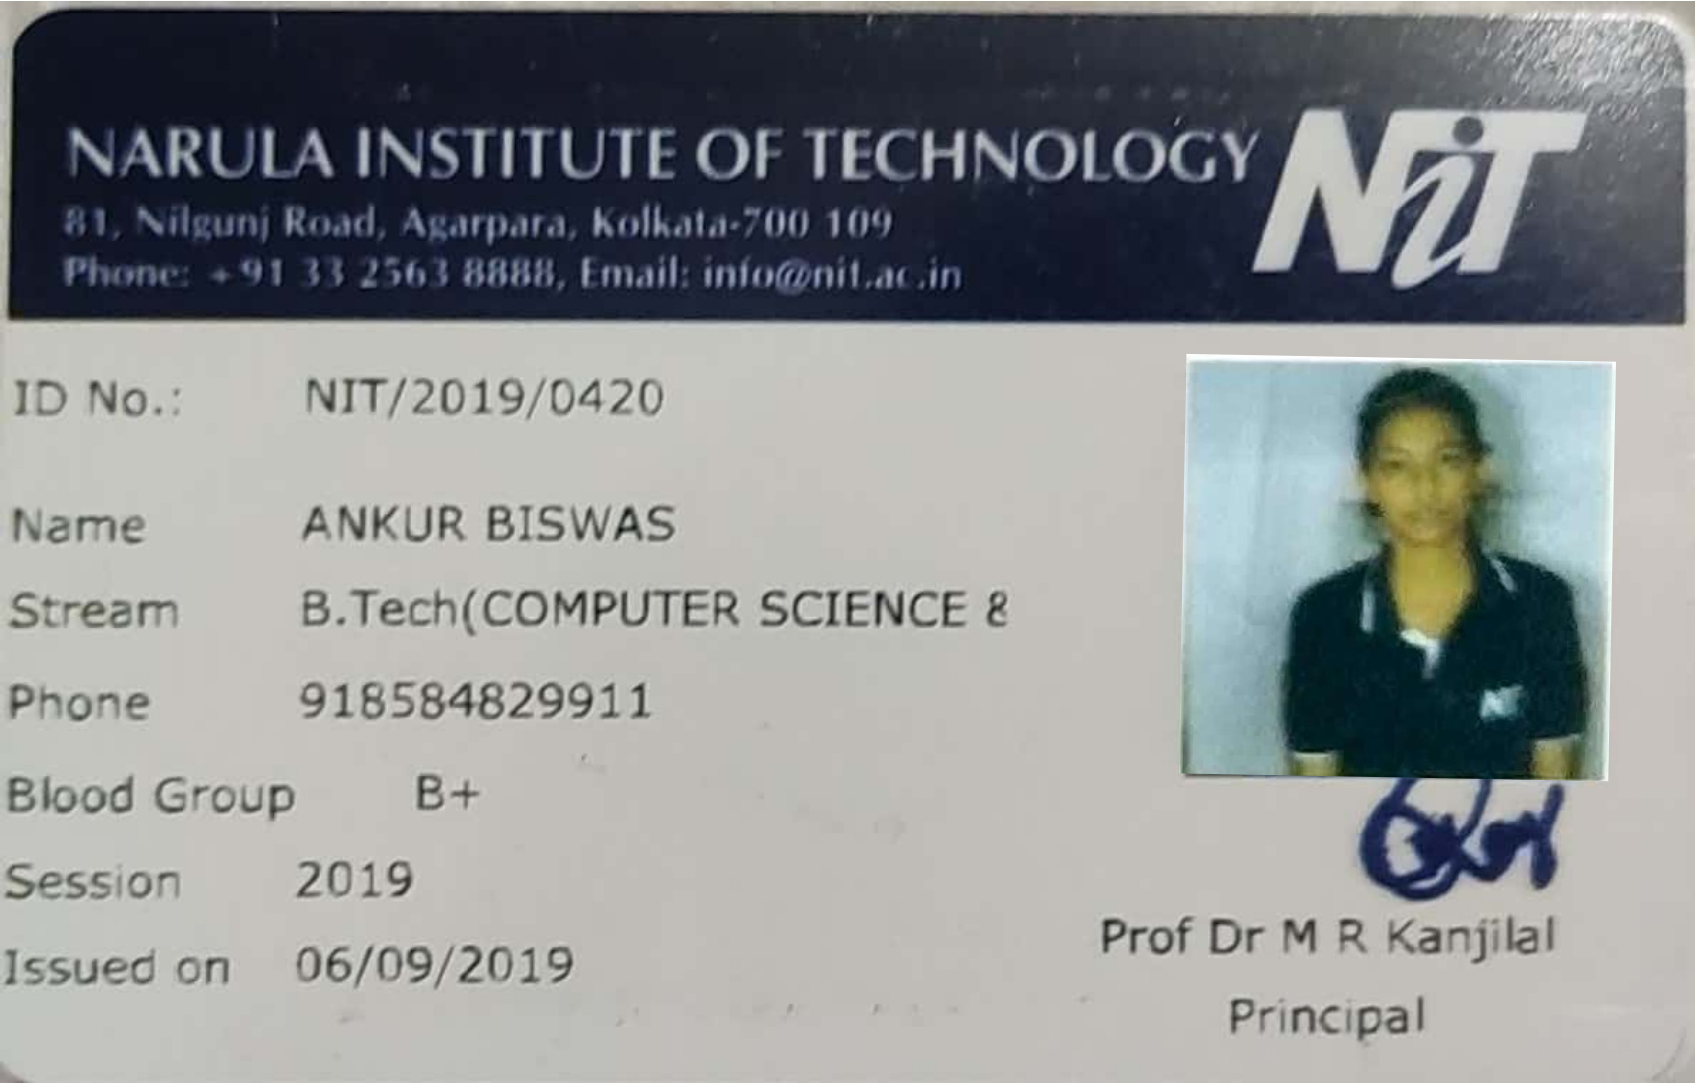 NARULA INSTITUTE OF TECHNOLOGY
NiT
81, Nilgunj Road, Agarpara, Kolkata-700 109
Phone: +91 33 2563 8888, Email: info@nit.ac.in
ID No.: NIT/2019/0420
Name ANKUR BISWAS
Stream B.Tech(COMPUTER SCIENCE &
Phone 918584829911
Blood Group B+
Session 2019
Issued on 06/09/2019
Prof Dr M R Kanjilal
Principal